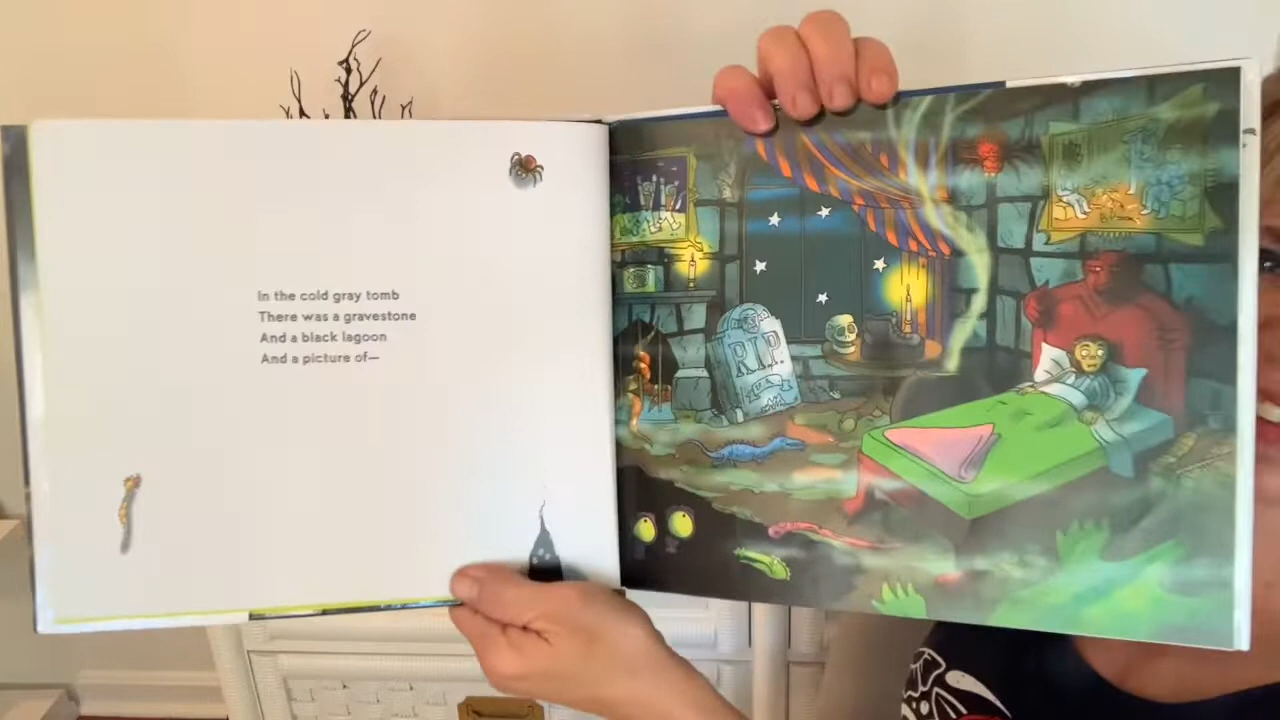 In the cold gray tomb
There was a gravestone
And a black lagoon
And a picture of—
R.I.P.